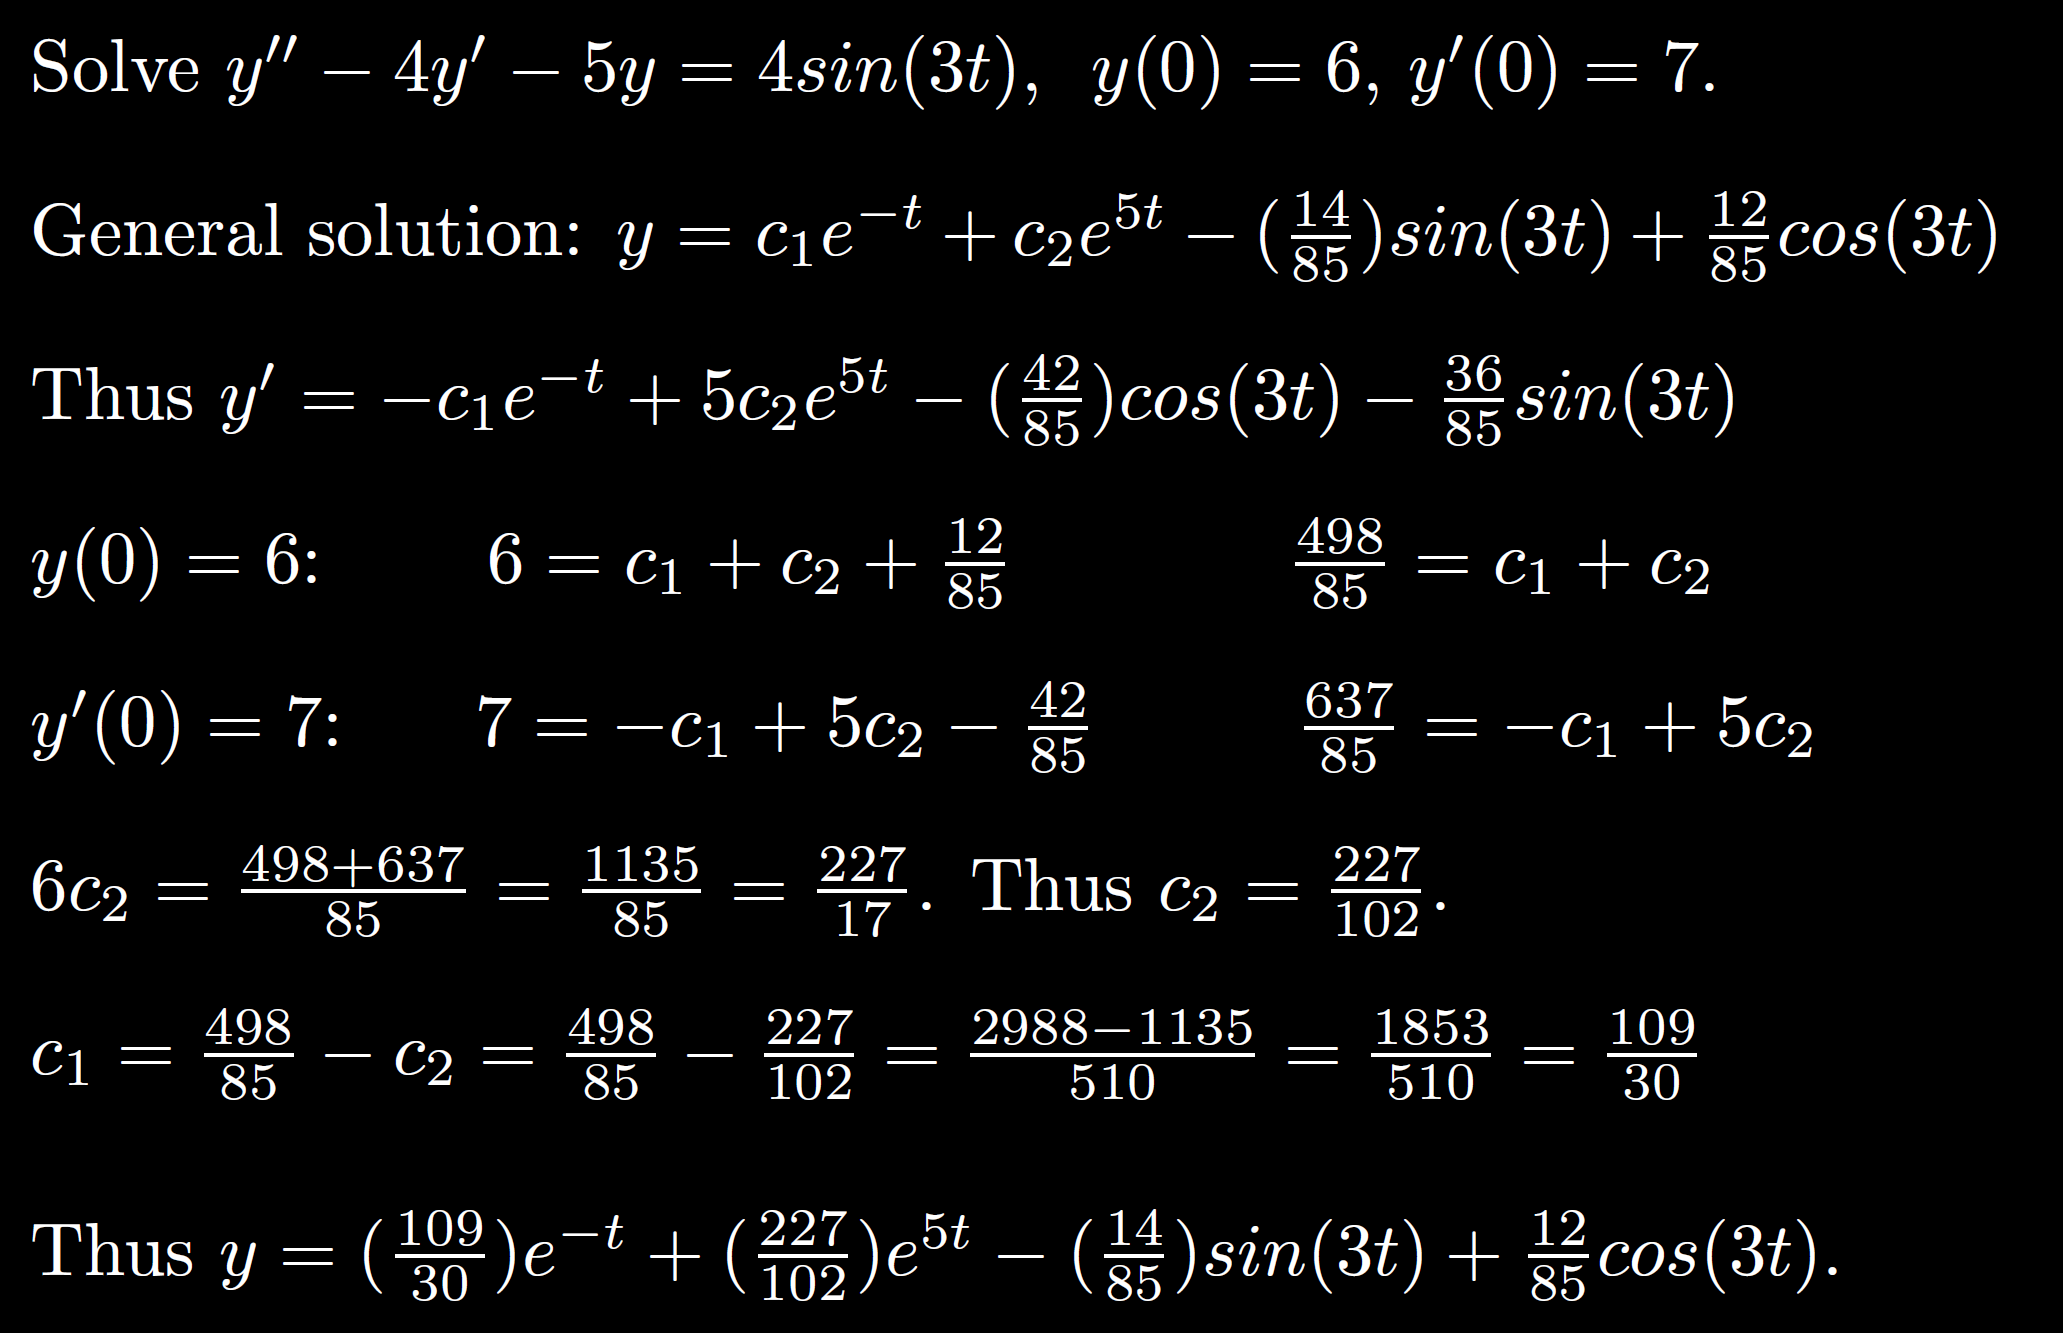 Solve y'' − 4y' − 5y = 4sin(3t), y(0) = 6, y'(0) = 7.
General solution: y = c₁e^{−t} + c₂e^{5t} − (14/85)sin(3t) + 12/85 cos(3t)
Thus y' = −c₁e^{−t} + 5c₂e^{5t} − (42/85)cos(3t) − 36/85 sin(3t)
y(0) = 6: 6 = c₁ + c₂ + 12/85 498/85 = c₁ + c₂
y'(0) = 7: 7 = −c₁ + 5c₂ − 42/85 637/85 = −c₁ + 5c₂
6c₂ = (498+637)/85 = 1135/85 = 227/17. Thus c₂ = 227/102.
c₁ = 498/85 − c₂ = 498/85 − 227/102 = (2988−1135)/510 = 1853/510 = 109/30
Thus y = (109/30)e^{−t} + (227/102)e^{5t} − (14/85)sin(3t) + 12/85 cos(3t).